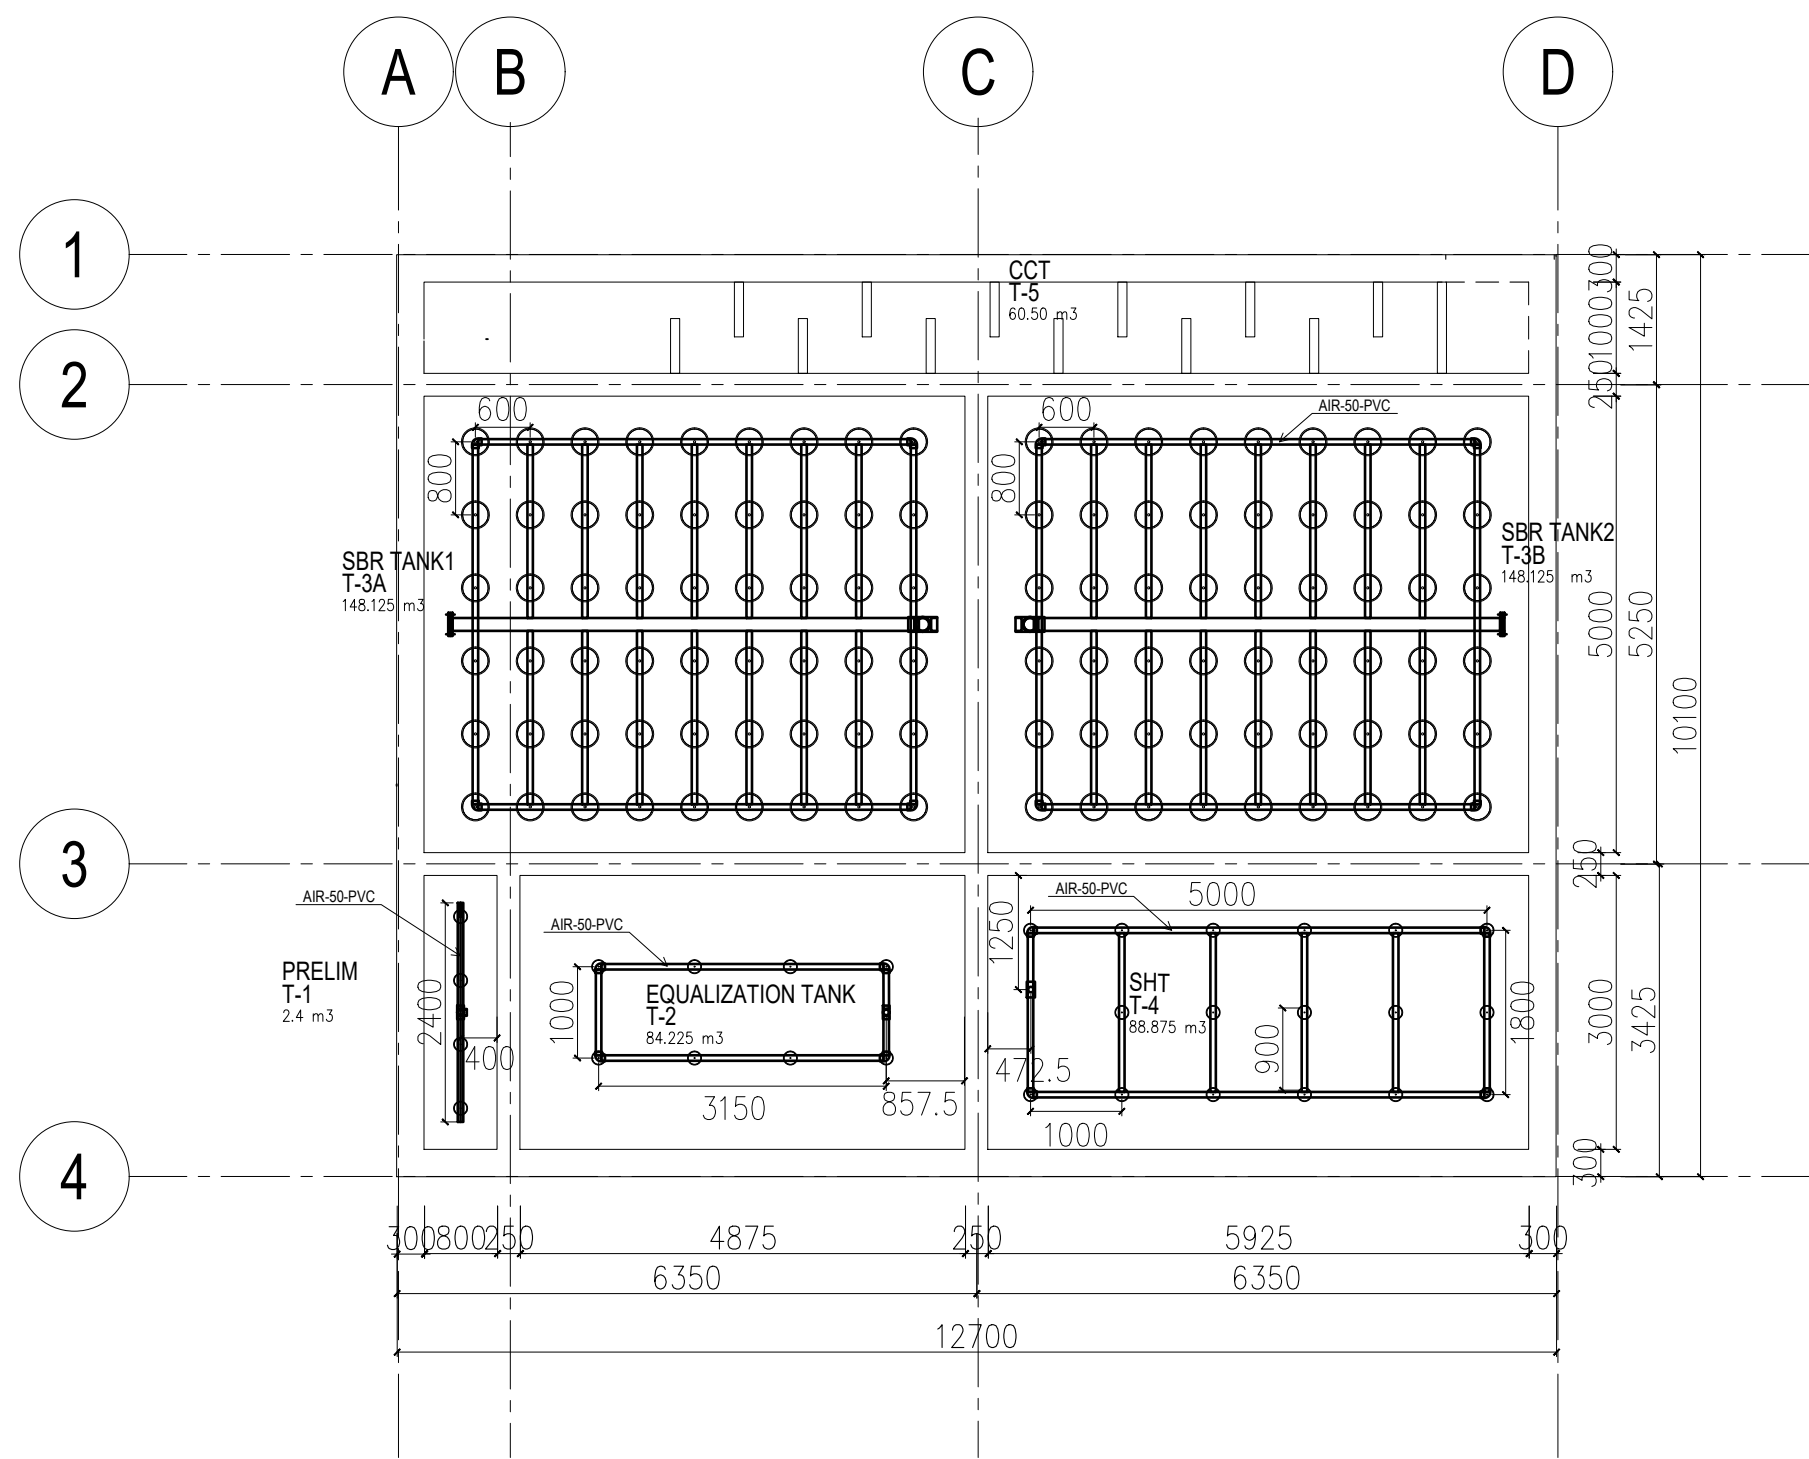 A
B
C
D
1
2
3
4
CCT
T-5
60.50 m3
300
1000
250
1425
600
600
AIR-50-PVC
800
800
SBR TANK1
T-3A
148.125 m3
SBR TANK2
T-3B
148.125 m3
5000
5250
10100
250
AIR-50-PVC
PRELIM
T-1
2.4 m3
2400
400
AIR-50-PVC
1000
EQUALIZATION TANK
T-2
84.225 m3
3150
857.5
AIR-50-PVC
5000
1250
SHT
T-4
88.875 m3
472.5
900
1800
1000
3000
3425
300
300
800
250
4875
250
5925
300
6350
6350
12700